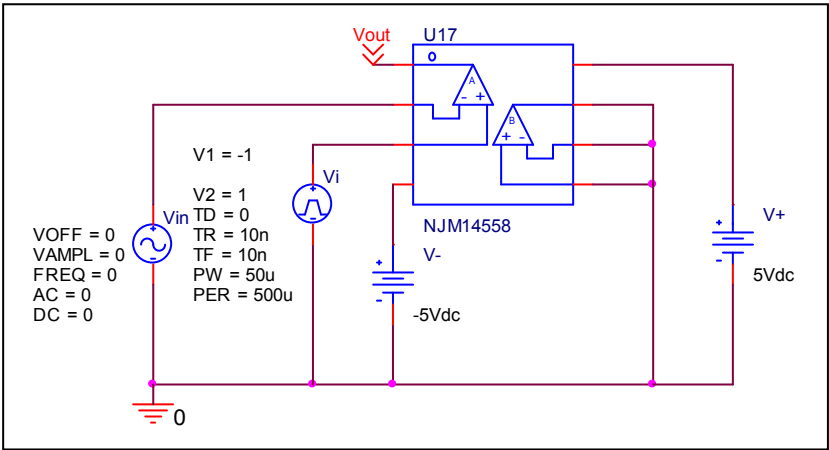 Vout
U17
A
- +
B
+ -
V1 = -1
Vi
V2 = 1
Vin
TD = 0
TR = 10n
TF = 10n
PW = 50u
PER = 500u
VOFF = 0
VAMPL = 0
FREQ = 0
AC = 0
DC = 0
NJM14558
V-
-5Vdc
V+
5Vdc
0